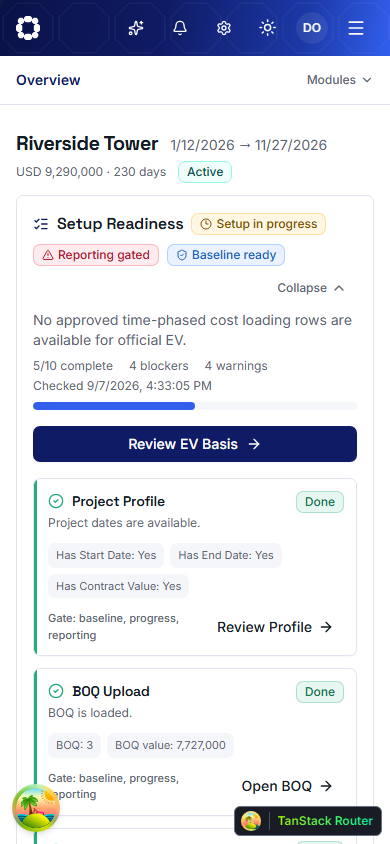 DO
Overview
Modules
Riverside Tower 1/12/2026 → 11/27/2026
USD 9,290,000 · 230 days Active
Setup Readiness Setup in progress
Reporting gated Baseline ready
Collapse
No approved time-phased cost loading rows are
available for official EV.
5/10 complete 4 blockers 4 warnings
Checked 9/7/2026, 4:33:05 PM
Review EV Basis →
Project Profile Done
Project dates are available.
Has Start Date: Yes Has End Date: Yes
Has Contract Value: Yes
Gate: baseline, progress,
reporting
Review Profile →
BOQ Upload Done
BOQ is loaded.
BOQ: 3 BOQ value: 7,727,000
Gate: baseline, progress,
reporting
Open BOQ →
TanStack Router